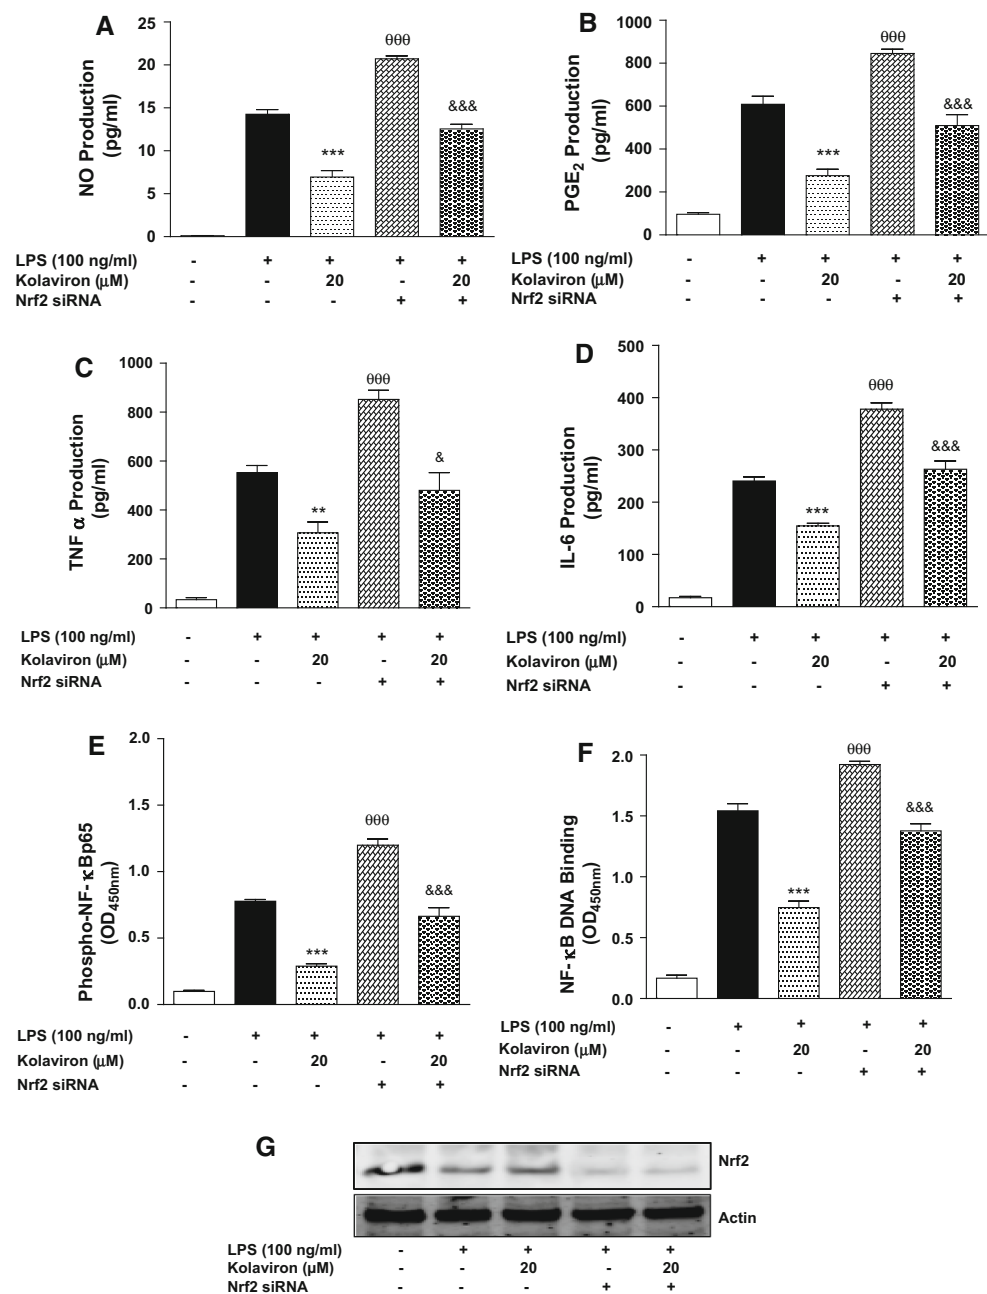 A
NO Production
(pg/ml)
25
20
15
10
5
0
***
θθθ
&&&
LPS (100 ng/ml) - + + + +
Kolaviron (μM) - - 20 - 20
Nrf2 siRNA - - - + +
B
PGE2 Production
(pg/ml)
1000
800
600
400
200
0
***
θθθ
&&&
LPS (100 ng/ml) - + + + +
Kolaviron (μM) - - 20 - 20
Nrf2 siRNA - - - + +
C
TNF α Production
(pg/ml)
1000
800
600
400
200
0
**
θθθ
&
LPS (100 ng/ml) - + + + +
Kolaviron (μM) - - 20 - 20
Nrf2 siRNA - - - + +
D
IL-6 Production
(pg/ml)
500
400
300
200
100
0
***
θθθ
&&&
LPS (100 ng/ml) - + + + +
Kolaviron (μM) - - 20 - 20
Nrf2 siRNA - - - + +
E
Phospho-NF-κBp65
(OD450nm)
2.0
1.5
1.0
0.5
0.0
***
θθθ
&&&
LPS (100 ng/ml) - + + + +
Kolaviron (μM) - - 20 - 20
Nrf2 siRNA - - - + +
F
NF-κB DNA Binding
(OD450nm)
2.0
1.5
1.0
0.5
0.0
***
θθθ
&&&
LPS (100 ng/ml) - + + + +
Kolaviron (μM) - - 20 - 20
Nrf2 siRNA - - - + +
G
Nrf2
Actin
LPS (100 ng/ml) - + + + +
Kolaviron (μM) - - 20 - 20
Nrf2 siRNA - - - + +